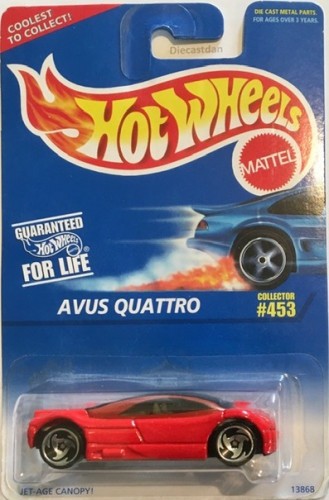 COOLEST
TO COLLECT!
Diecastdan
DIE CAST METAL PARTS.
FOR AGES OVER 3 YEARS.
HOT WHEELS
MATTEL
GUARANTEED
Hot Wheels
FOR LIFE
AVUS QUATTRO
COLLECTOR
#453
JET-AGE CANOPY!
13868